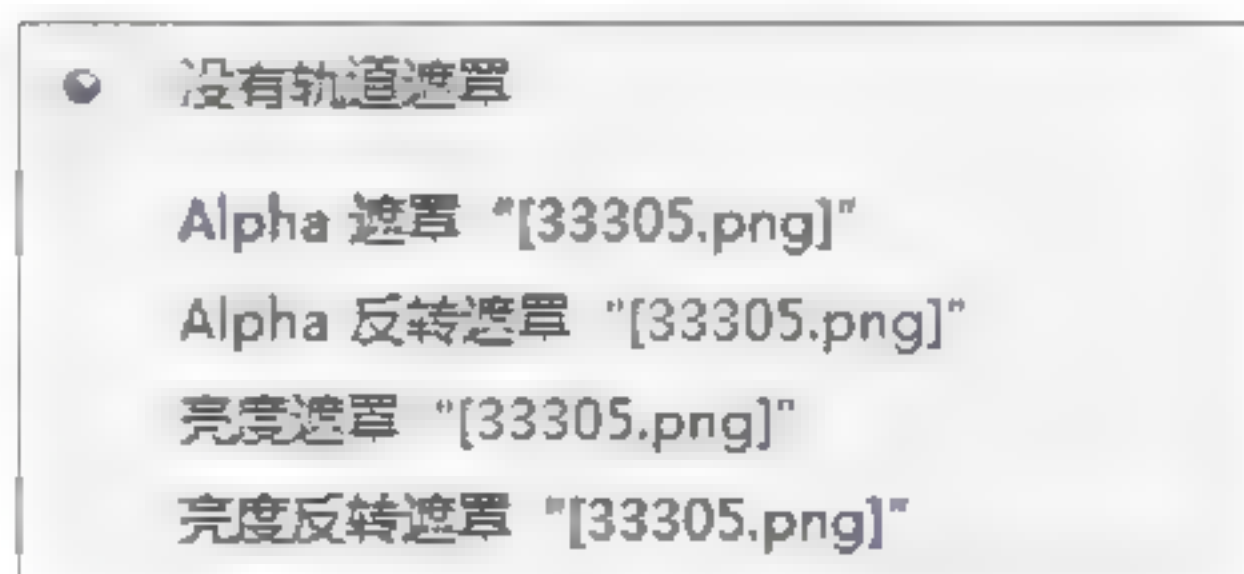 没有轨道遮罩
Alpha 遮罩 "[33305.png]"
Alpha 反转遮罩 "[33305.png]"
亮度遮罩 "[33305.png]"
亮度反转遮罩 "[33305.png]"